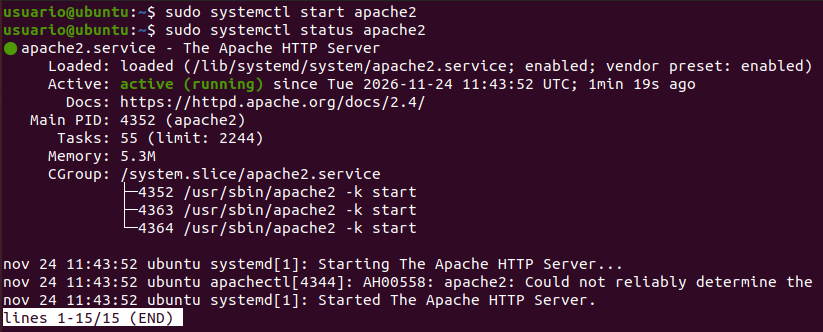 usuario@ubuntu:~$ sudo systemctl start apache2
usuario@ubuntu:~$ sudo systemctl status apache2
● apache2.service - The Apache HTTP Server
     Loaded: loaded (/lib/systemd/system/apache2.service; enabled; vendor preset: enabled)
     Active: active (running) since Tue 2026-11-24 11:43:52 UTC; 1min 19s ago
       Docs: https://httpd.apache.org/docs/2.4/
   Main PID: 4352 (apache2)
      Tasks: 55 (limit: 2244)
     Memory: 5.3M
     CGroup: /system.slice/apache2.service
             ├─4352 /usr/sbin/apache2 -k start
             ├─4363 /usr/sbin/apache2 -k start
             └─4364 /usr/sbin/apache2 -k start
nov 24 11:43:52 ubuntu systemd[1]: Starting The Apache HTTP Server...
nov 24 11:43:52 ubuntu apachectl[4344]: AH00558: apache2: Could not reliably determine the
nov 24 11:43:52 ubuntu systemd[1]: Started The Apache HTTP Server.
lines 1-15/15 (END)